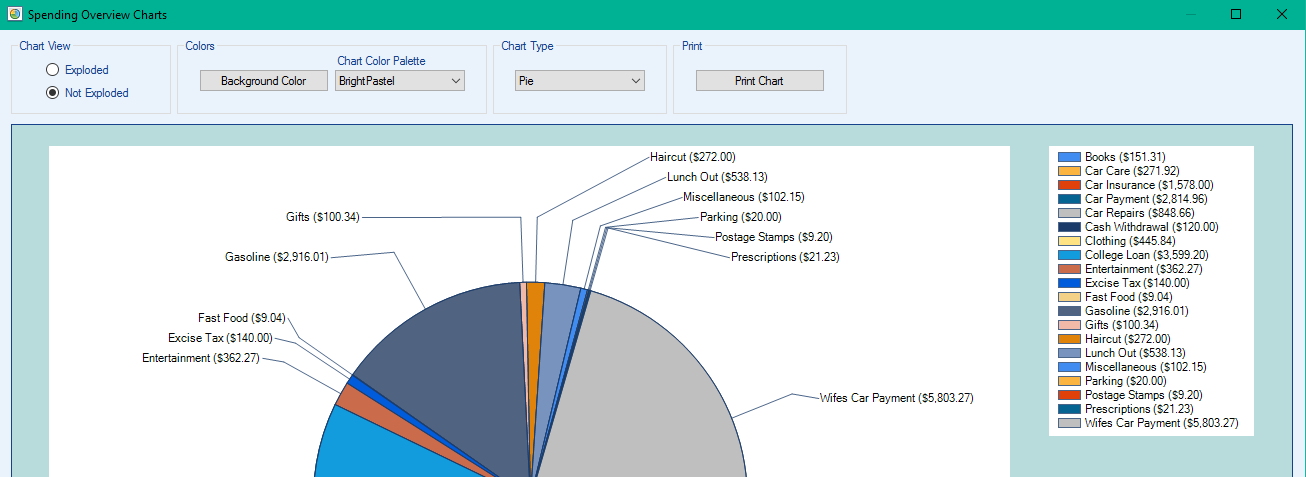 Spending Overview Charts
Chart View
Exploded
Not Exploded
Colors
Background Color
Chart Color Palette
BrightPastel
Chart Type
Pie
Print
Print Chart
Haircut ($272.00)
Lunch Out ($538.13)
Miscellaneous ($102.15)
Gifts ($100.34)
Parking ($20.00)
Postage Stamps ($9.20)
Gasoline ($2,916.01)
Prescriptions ($21.23)
Fast Food ($9.04)
Excise Tax ($140.00)
Entertainment ($362.27)
Wifes Car Payment ($5,803.27)
Books ($151.31)
Car Care ($271.92)
Car Insurance ($1,578.00)
Car Payment ($2,814.96)
Car Repairs ($848.66)
Cash Withdrawal ($120.00)
Clothing ($445.84)
College Loan ($3,599.20)
Entertainment ($362.27)
Excise Tax ($140.00)
Fast Food ($9.04)
Gasoline ($2,916.01)
Gifts ($100.34)
Haircut ($272.00)
Lunch Out ($538.13)
Miscellaneous ($102.15)
Parking ($20.00)
Postage Stamps ($9.20)
Prescriptions ($21.23)
Wifes Car Payment ($5,803.27)